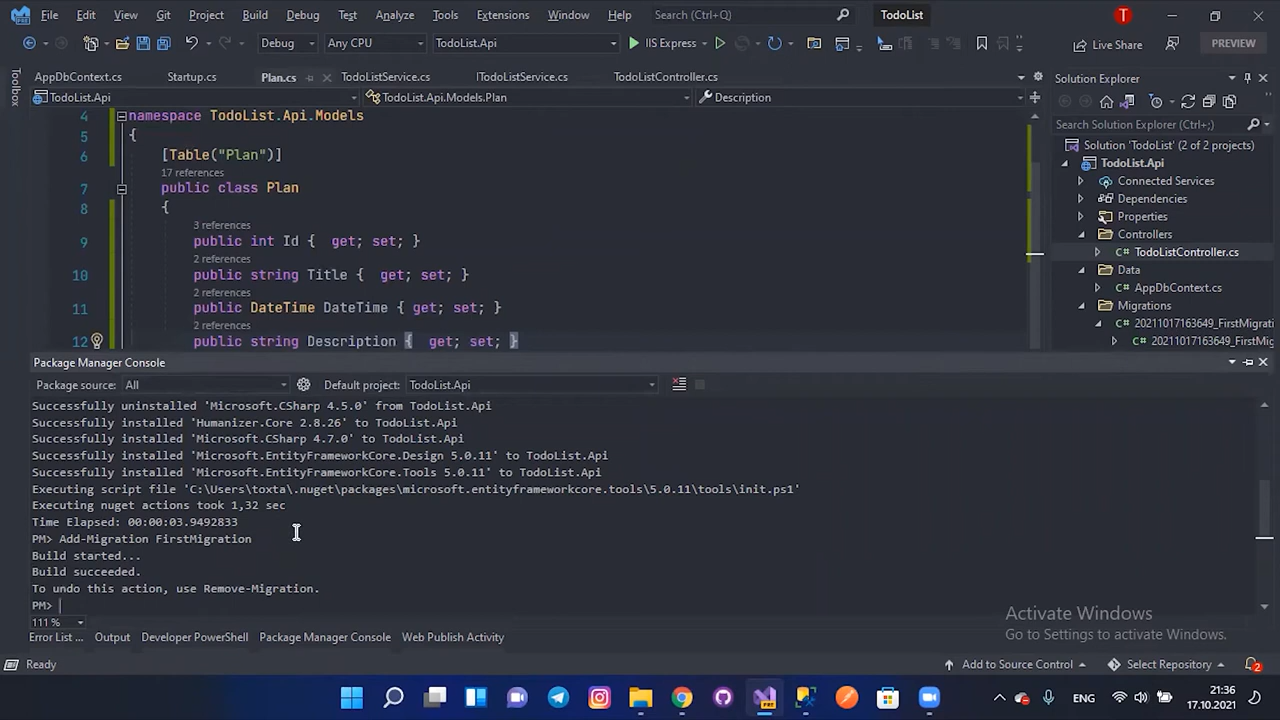 File Edit View Git Project Build Debug Test Analyze Tools Extensions Window Help Search (Ctrl+Q) TodoList T
Debug Any CPU TodoList.Api IIS Express Live Share PREVIEW
Toolbox
AppDbContext.cs Startup.cs Plan.cs TodoListService.cs ITodoListService.cs TodoListController.cs
TodoList.Api TodoList.Api.Models.Plan Description
4 namespace TodoList.Api.Models
5 {
6 [Table("Plan")]
17 references
7 public class Plan
8 {
3 references
9 public int Id { get; set; }
2 references
10 public string Title { get; set; }
2 references
11 public DateTime DateTime { get; set; }
2 references
12 public string Description { get; set; }
Solution Explorer
Search Solution Explorer (Ctrl+;)
Solution 'TodoList' (2 of 2 projects)
TodoList.Api
Connected Services
Dependencies
Properties
Controllers
C# TodoListController.cs
Data
C# AppDbContext.cs
Migrations
20211017163649_FirstMigrati
20211017163649_FirstMig
Package Manager Console
Package source: All Default project: TodoList.Api
Successfully uninstalled 'Microsoft.CSharp 4.5.0' from TodoList.Api
Successfully installed 'Humanizer.Core 2.8.26' to TodoList.Api
Successfully installed 'Microsoft.CSharp 4.7.0' to TodoList.Api
Successfully installed 'Microsoft.EntityFrameworkCore.Design 5.0.11' to TodoList.Api
Successfully installed 'Microsoft.EntityFrameworkCore.Tools 5.0.11' to TodoList.Api
Executing script file 'C:\Users\toxta\.nuget\packages\microsoft.entityframeworkcore.tools\5.0.11\tools\init.ps1'
Executing nuget actions took 1,32 sec
Time Elapsed: 00:00:03.9492833
PM> Add-Migration FirstMigration
Build started...
Build succeeded.
To undo this action, use Remove-Migration.
PM>
111 %
Activate Windows
Go to Settings to activate Windows.
Error List ... Output Developer PowerShell Package Manager Console Web Publish Activity
Ready Add to Source Control Select Repository 2
ENG 21:36
17.10.2021